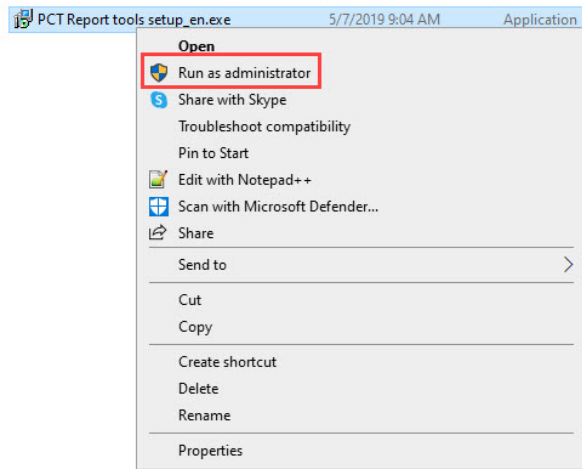 PCT Report tools setup_en.exe 5/7/2019 9:04 AM Application
Open
Run as administrator
Share with Skype
Troubleshoot compatibility
Pin to Start
Edit with Notepad++
Scan with Microsoft Defender...
Share
Send to
Cut
Copy
Create shortcut
Delete
Rename
Properties